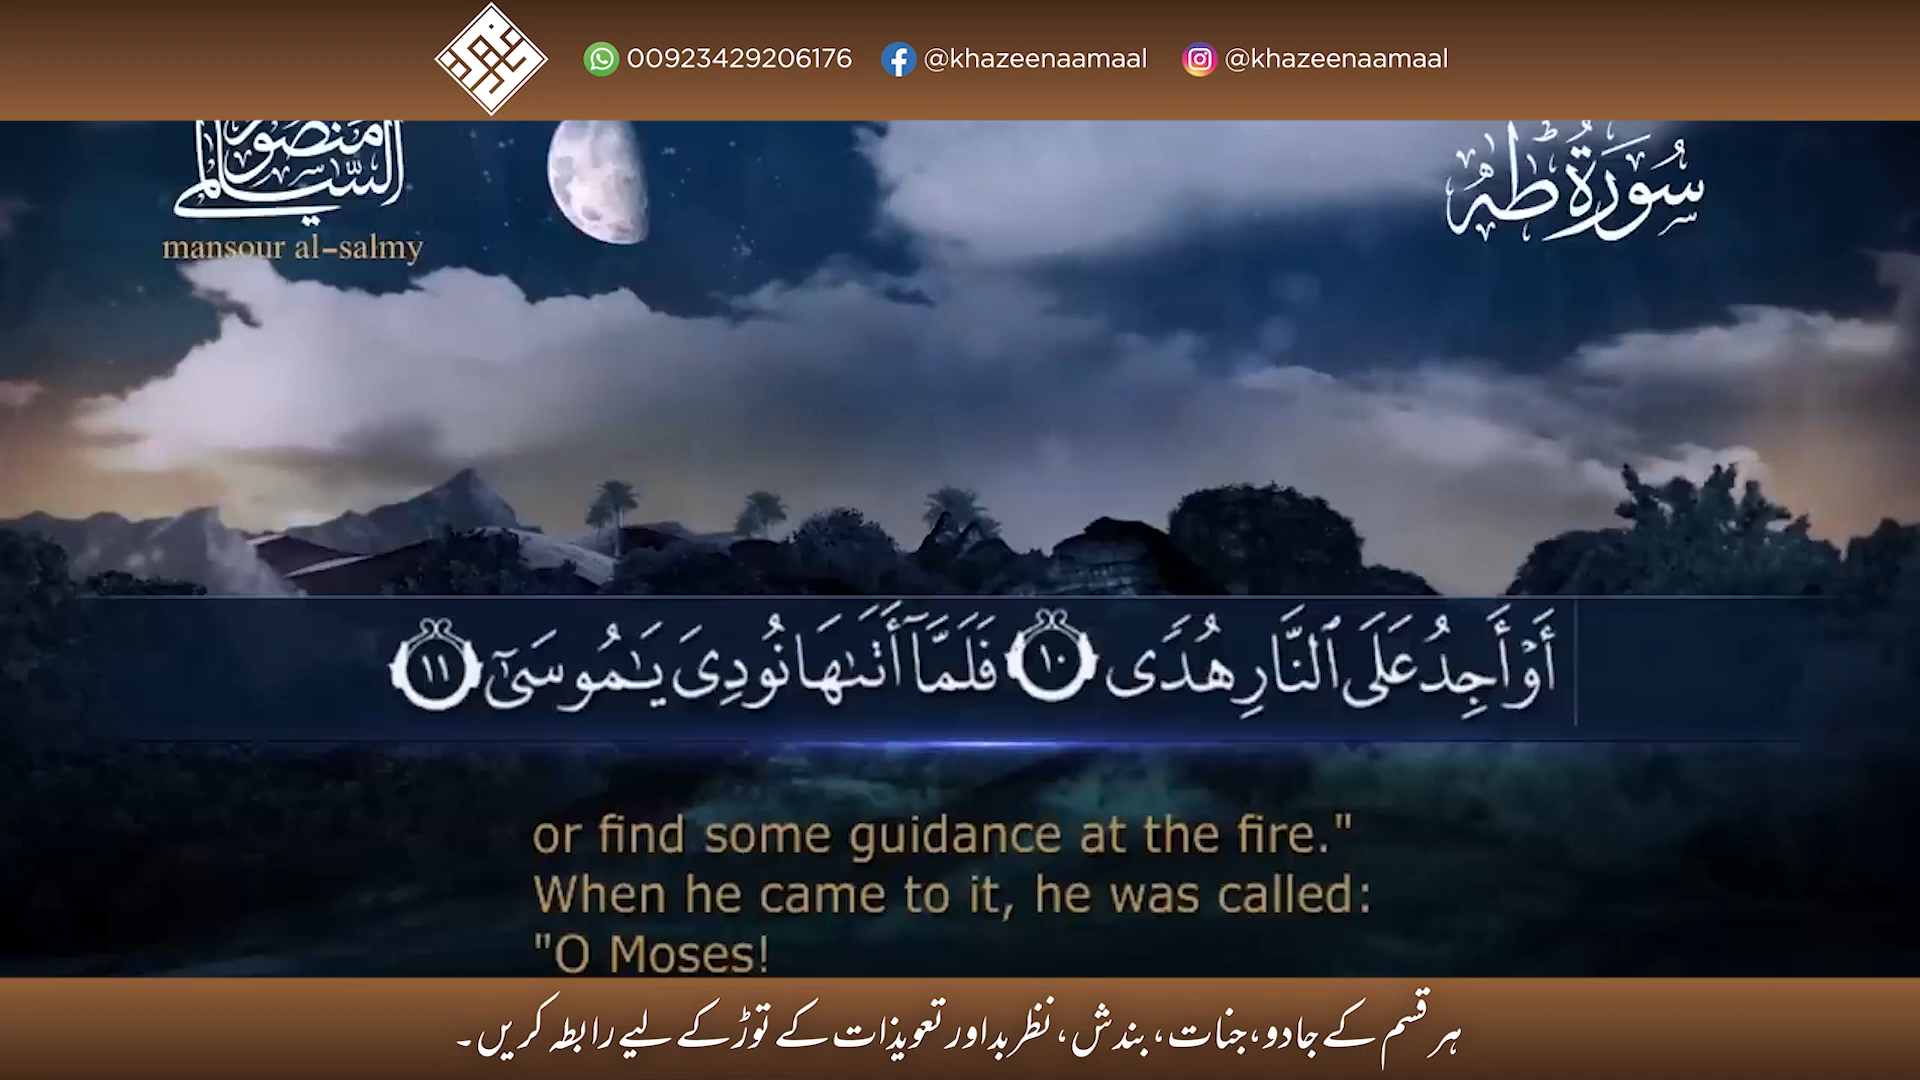 00923429206176 @khazeenaamaal @khazeenaamaal
منصور
السالمي
mansour al-salmy
سُورَةُ طٰهٰ
أَوۡ أَجِدُ عَلَى ٱلنَّارِ هُدٗى ١٠ فَلَمَّآ أَتَىٰهَا نُودِيَ يَٰمُوسَىٰٓ ١١
or find some guidance at the fire."
When he came to it, he was called:
"O Moses!
ہر قسم کے جادو، جنات، بندش، نظر بد اور تعویذات کے توڑ کے لیے رابطہ کریں۔